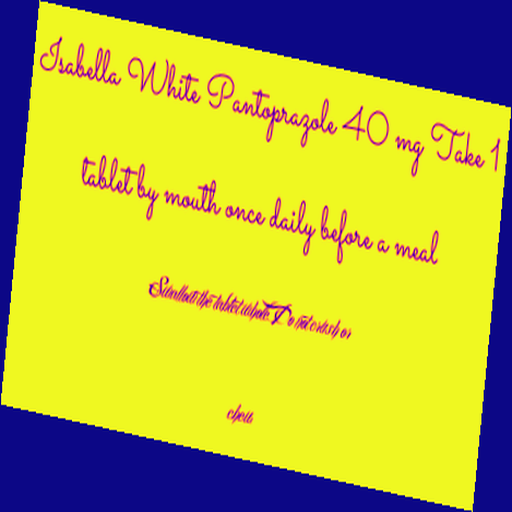 Isabella White Pantoprazole 40 mg Take 1
tablet by mouth once daily before a meal
Swallow the tablet whole. Do not crush or
chew